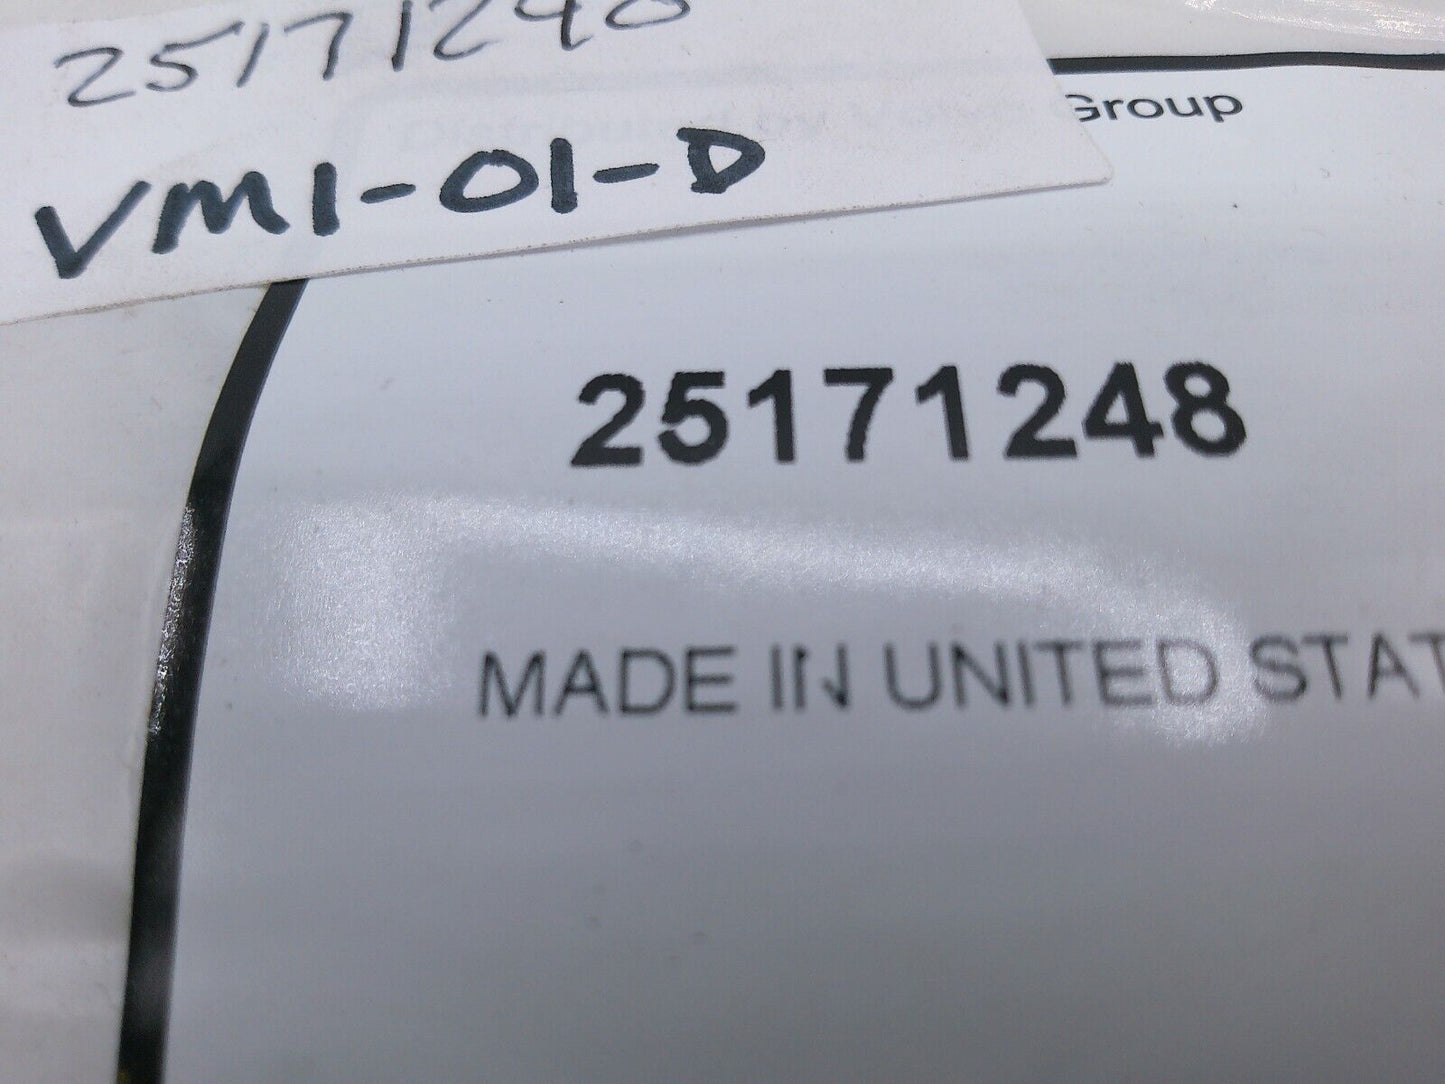 25171248
VM1-01-D
Group
25171248
MADE IN UNITED STAT